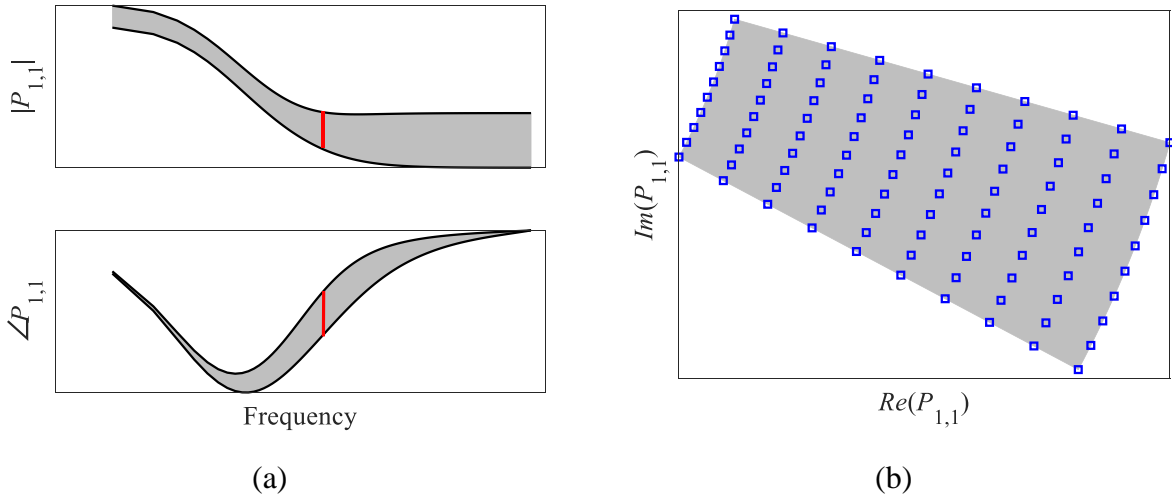 |P1,1|
∠P1,1
Frequency
(a)
Im(P1,1)
Re(P1,1)
(b)